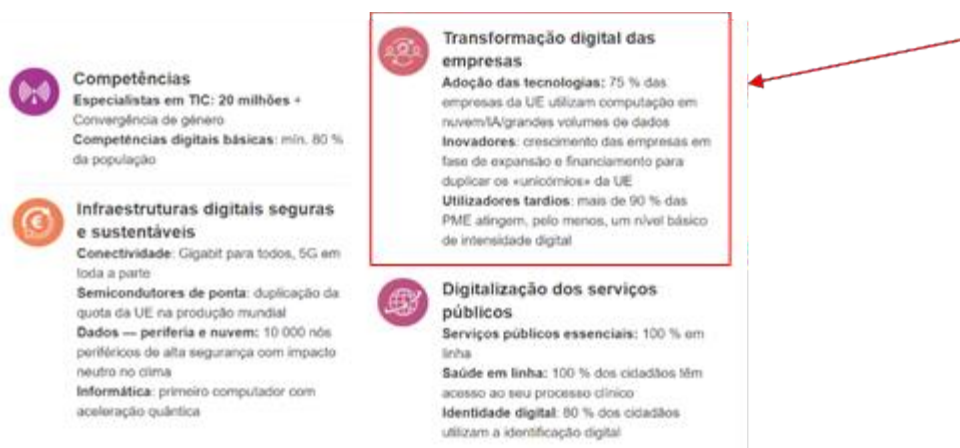 Competências
Especialistas em TIC: 20 milhões +
Convergência de género
Competências digitais básicas: mín. 80 %
da população
Infraestruturas digitais seguras
e sustentáveis
Conectividade: Gigabit para todos, 5G em
toda a parte
Semicondutores de ponta: duplicação da
quota da UE na produção mundial
Dados — periferia e nuvem: 10 000 nós
periféricos de alta segurança com impacto
neutro no clima
Informática: primeiro computador com
aceleração quântica
Transformação digital das
empresas
Adoção das tecnologias: 75 % das
empresas da UE utilizam computação em
nuvem/IA/grandes volumes de dados
Inovadores: crescimento das empresas em
fase de expansão e financiamento para
duplicar os «unicórnios» da UE
Utilizadores tardios: mais de 90 % das
PME atingem, pelo menos, um nível básico
de intensidade digital
Digitalização dos serviços
públicos
Serviços públicos essenciais: 100 % em
linha
Saúde em linha: 100 % dos cidadãos têm
acesso ao seu processo clínico
Identidade digital: 80 % dos cidadãos
utilizam a identificação digital